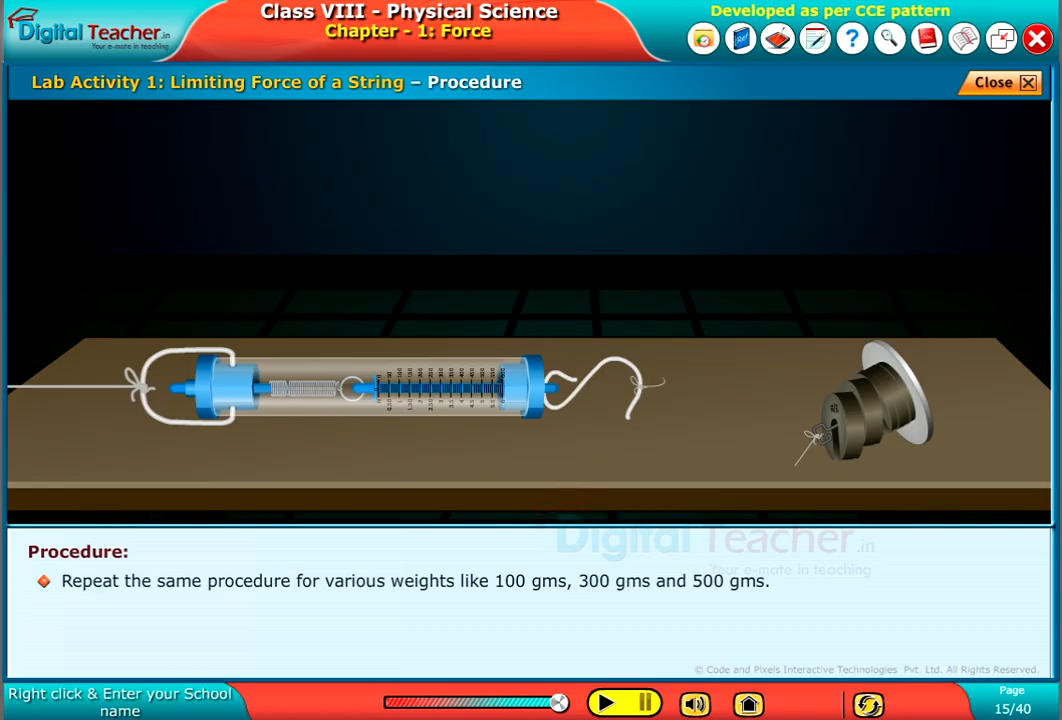 Digital Teacher.in
Your e-mate in teaching
Class VIII - Physical Science
Chapter - 1: Force
Developed as per CCE pattern
Lab Activity 1: Limiting Force of a String – Procedure
Close
Digital Teacher.in
Your e-mate in teaching
Procedure:
Repeat the same procedure for various weights like 100 gms, 300 gms and 500 gms.
© Code and Pixels Interactive Technologies Pvt. Ltd. All Rights Reserved.
Right click & Enter your School
name
Page
15/40